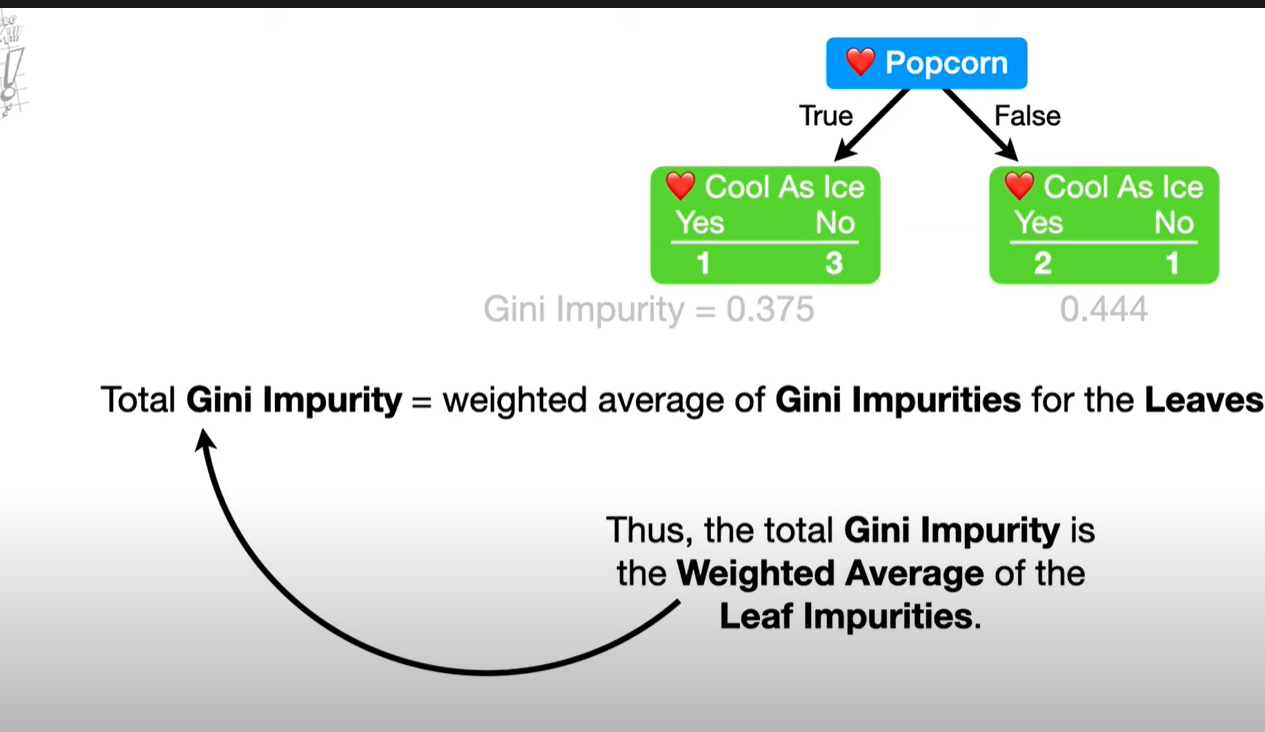 ❤️ Popcorn
True False
❤️ Cool As Ice ❤️ Cool As Ice
Yes No Yes No
1 3 2 1
Gini Impurity = 0.375 0.444
Total Gini Impurity = weighted average of Gini Impurities for the Leaves
Thus, the total Gini Impurity is
the Weighted Average of the
Leaf Impurities.